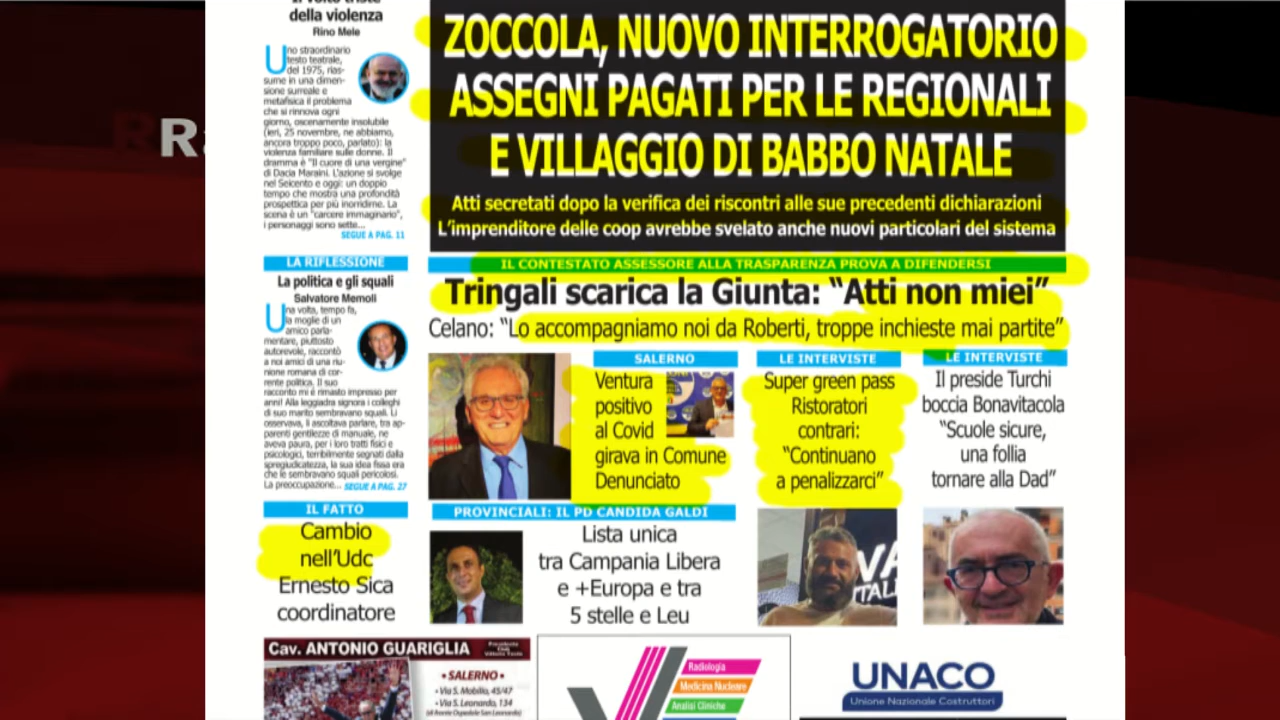 Il volto triste
della violenza
Rino Mele
Uno straordinario
testo teatrale,
del 1975, rias-
sume in una dimen-
sione surreale e
metafisica il problema
che si rinnova ogni
giorno, oscenamente insolubile
(ieri, 25 novembre, ne abbiamo,
ancora troppo poco, parlato): la
violenza familiare sulle donne. Il
dramma è "Il cuore di una vergine"
di Dacia Maraini. L'azione si svolge
nel Seicento e oggi: un doppio
tempo che mostra una profondità
prospettica per più inorridirne. La
scena è un "carcere immaginario",
i personaggi sono sette...
SEGUE A PAG. 11
LA RIFLESSIONE
La politica e gli squali
Salvatore Memoli
Una volta, tempo fa,
la moglie di un
amico parla-
mentare, piuttosto
autorevole, raccontò
a noi amici di una riu-
nione romana di cor-
rente politica. Il suo
racconto mi è rimasto impresso per
anni! Alla leggiadra signora i colleghi
di suo marito sembravano squali. Li
osservava, li ascoltava parlare, tra ap-
parenti gentilezze di manuale, ne
aveva paura, per i loro tratti fisici e
psicologici, terribilmente segnati dalla
spregiudicatezza, la sua idea fissa era
che le sembravano squali pericolosi.
La preoccupazione... SEGUE A PAG. 27
IL FATTO
Cambio
nell'Udc
Ernesto Sica
coordinatore
ZOCCOLA, NUOVO INTERROGATORIO
ASSEGNI PAGATI PER LE REGIONALI
E VILLAGGIO DI BABBO NATALE
Atti secretati dopo la verifica dei riscontri alle sue precedenti dichiarazioni
L'imprenditore delle coop avrebbe svelato anche nuovi particolari del sistema
IL CONTESTATO ASSESSORE ALLA TRASPARENZA PROVA A DIFENDERSI
Tringali scarica la Giunta: "Atti non miei"
Celano: "Lo accompagniamo noi da Roberti, troppe inchieste mai partite"
SALERNO
Ventura
positivo
al Covid
girava in Comune
Denunciato
LE INTERVISTE
Super green pass
Ristoratori
contrari:
"Continuano
a penalizzarci"
LE INTERVISTE
Il preside Turchi
boccia Bonavitacola
"Scuole sicure,
una follia
tornare alla Dad"
PROVINCIALI: IL PD CANDIDA GALDI
Lista unica
tra Campania Libera
e +Europa e tra
5 stelle e Leu
Cav. ANTONIO GUARIGLIA
• SALERNO •
• Via S. Mobilio, 45/47
• Via S. Leonardo, 134
(di fronte Ospedale San Leonardo)
Radiologia
Medicina Nucleare
Analisi Cliniche
UNACO
Unione Nazionale Costruttori